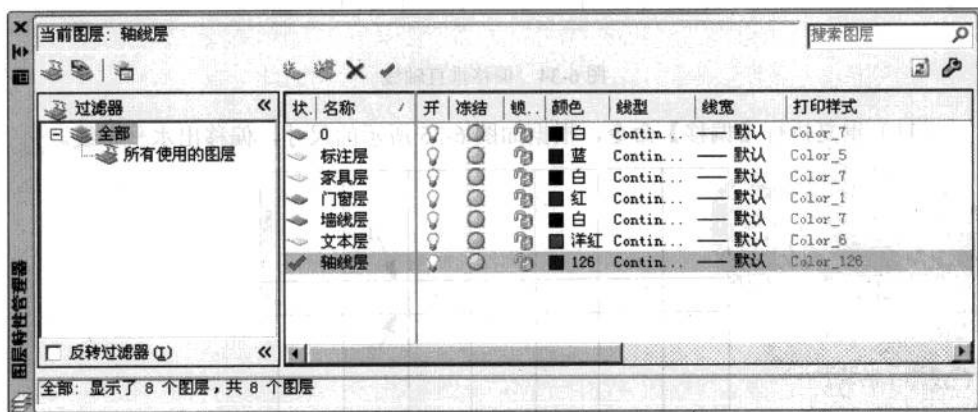 当前图层: 轴线层
搜索图层
过滤器
全部
所有使用的图层
反转过滤器(I)
状. 名称 开 冻结 锁.. 颜色 线型 线宽 打印样式
0 白 Contin... 默认 Color_7
标注层 蓝 Contin... 默认 Color_5
家具层 白 Contin... 默认 Color_7
门窗层 红 Contin... 默认 Color_1
墙线层 白 Contin... 默认 Color_7
文本层 洋红 Contin... 默认 Color_6
轴线层 126 Contin... 默认 Color_126
图层特性管理器
全部: 显示了 8 个图层，共 8 个图层